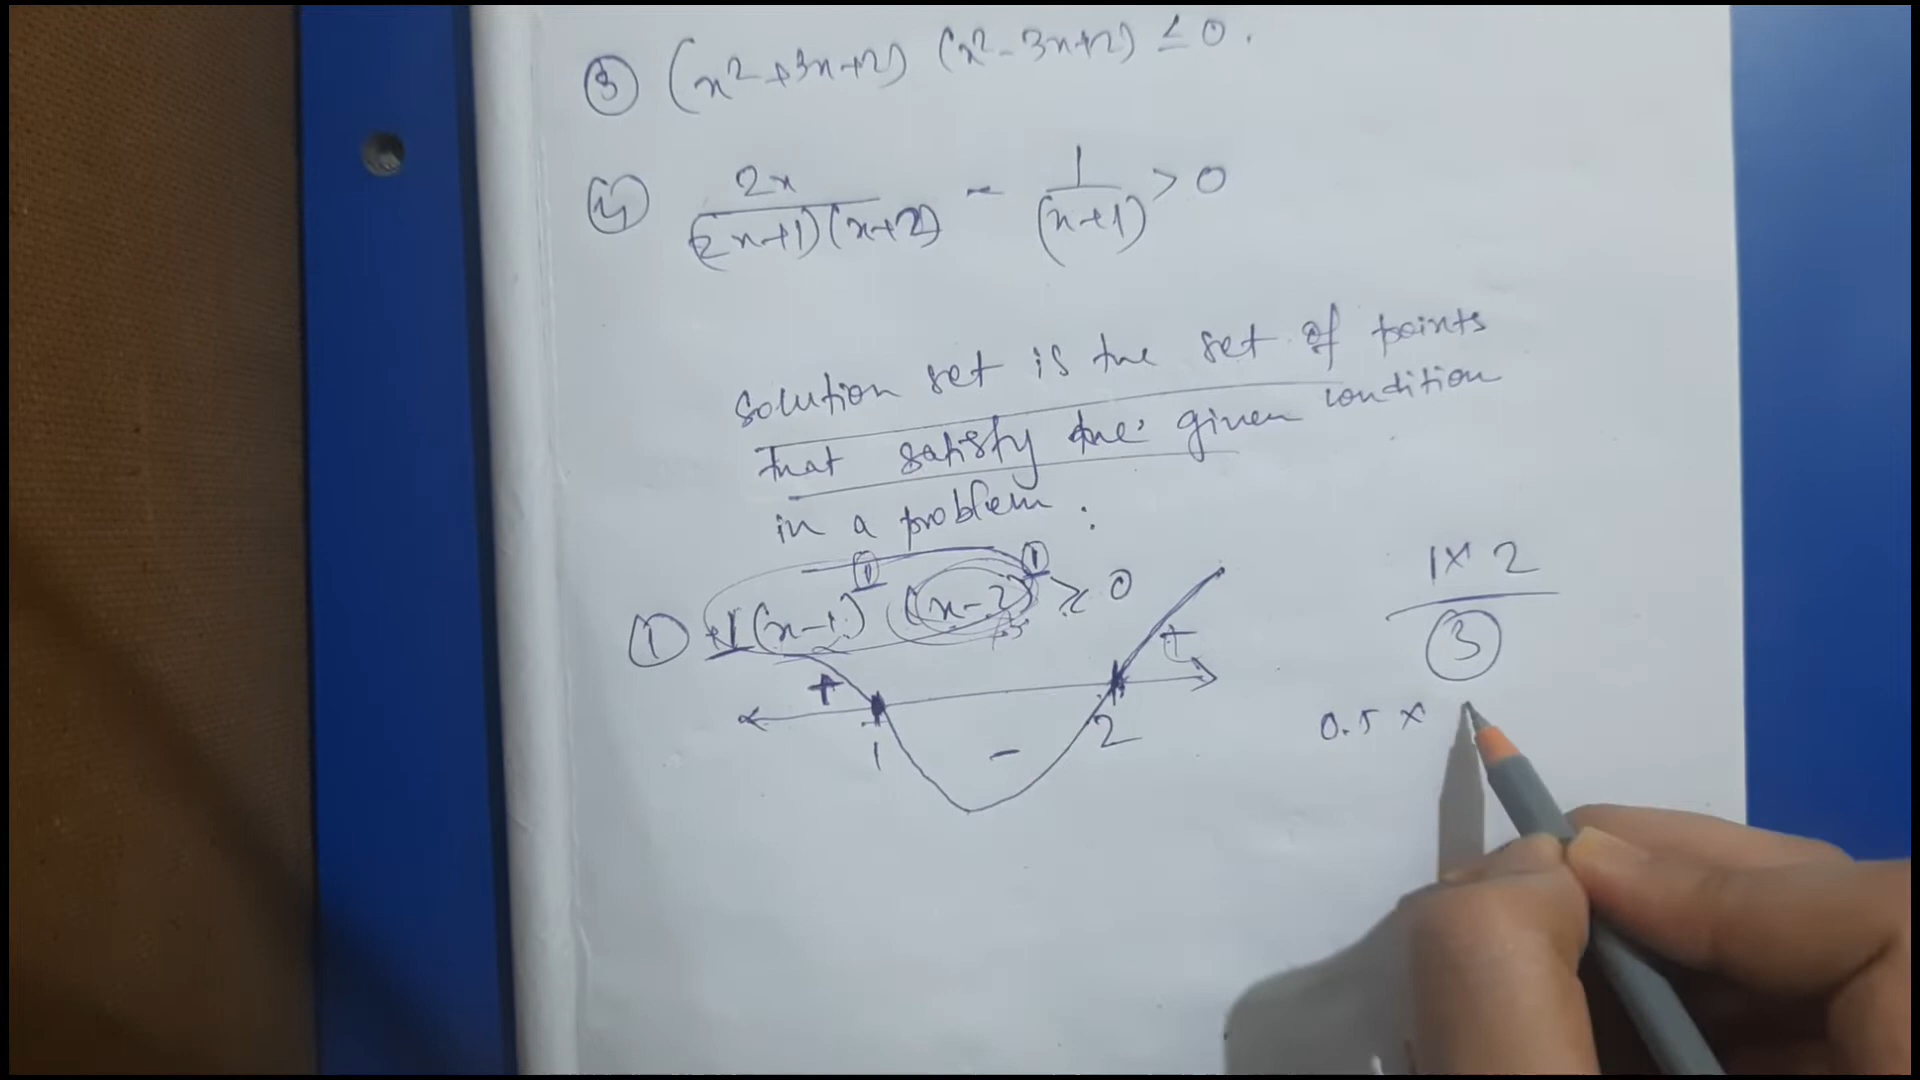 ③ (x²+3x+2) (x²-3x+2) ≤ 0.
④ 2x / (2x+1)(x+2) - 1 / (x+1) > 0
Solution set is the set of points
that satisfy the given condition
in a problem.
① +1(x-1)^① (x-2)^① ≥ 0
+ - +
1 2
1 x 2
③
0.5 x